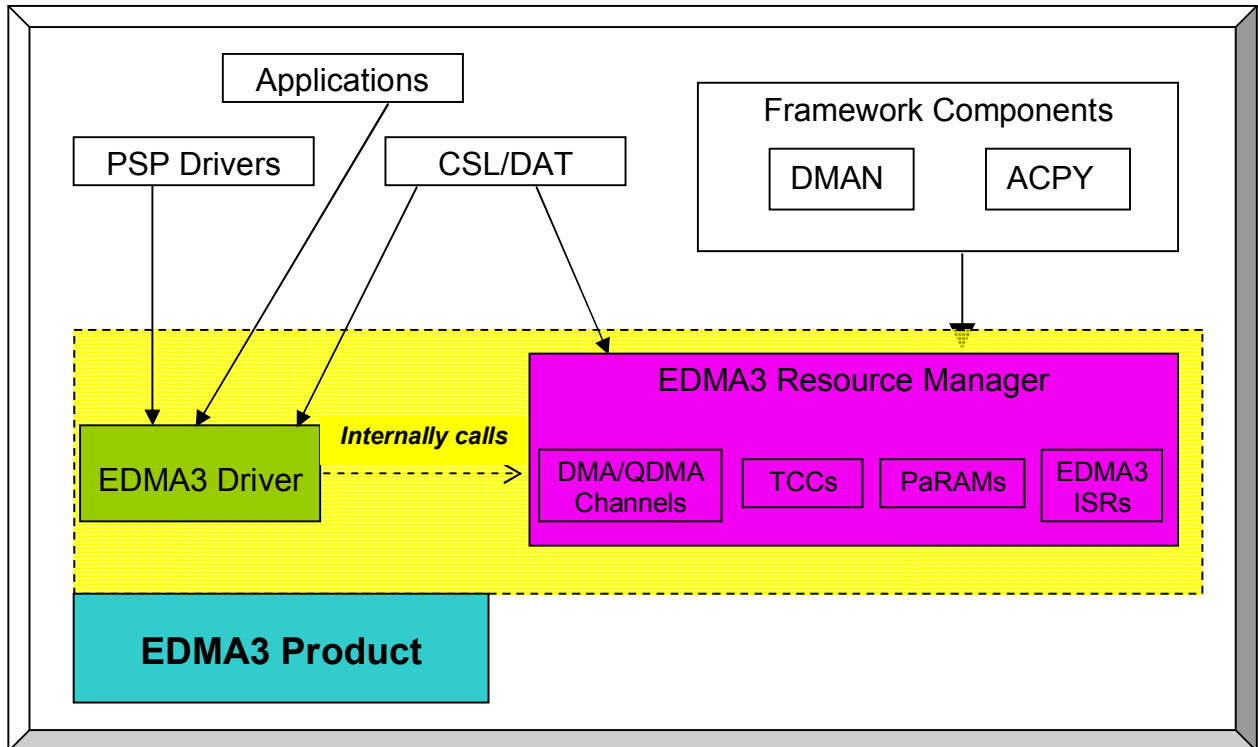 Applications
Framework Components
PSP Drivers
CSL/DAT
DMAN
ACPY
EDMA3 Resource Manager
Internally calls
EDMA3 Driver
DMA/QDMA
Channels
TCCs
PaRAMs
EDMA3
ISRs
EDMA3 Product